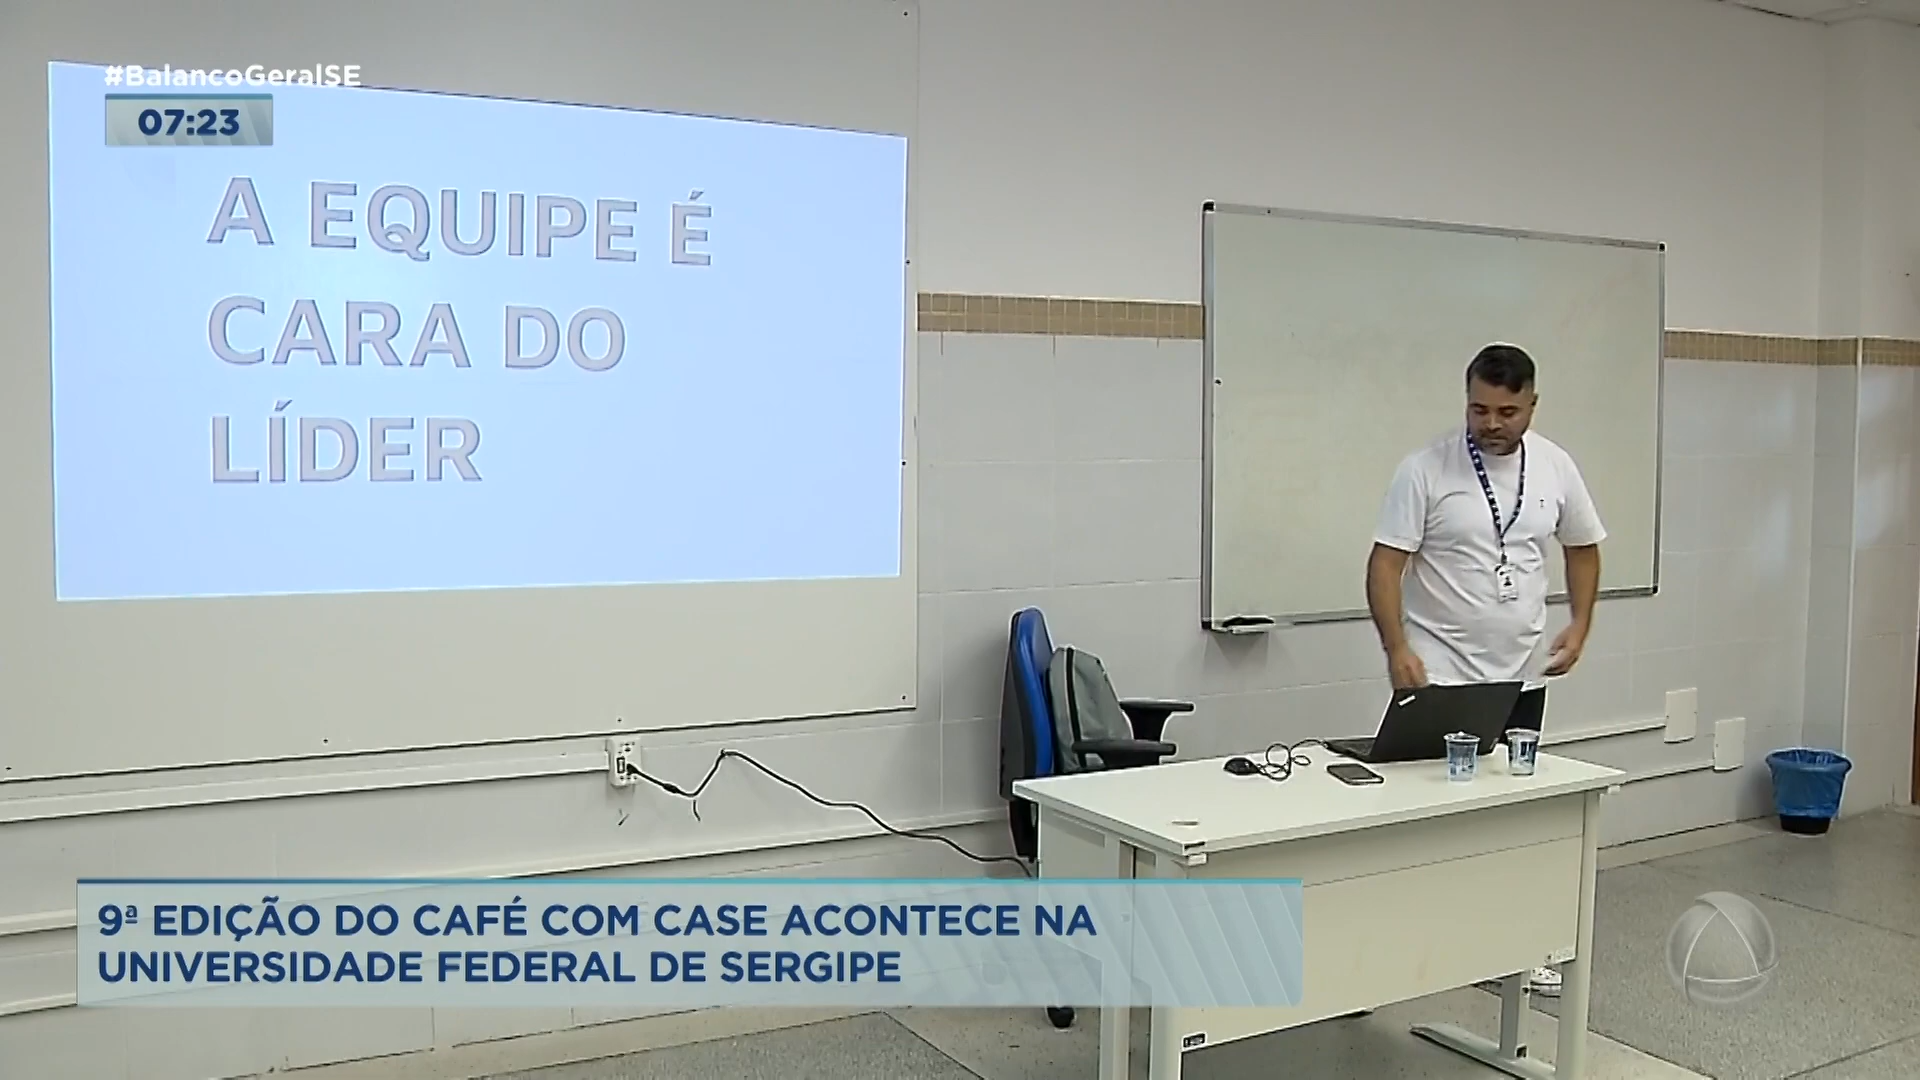 #BalancoGeralSE
07:23
A EQUIPE É
CARA DO
LÍDER
9ª EDIÇÃO DO CAFÉ COM CASE ACONTECE NA
UNIVERSIDADE FEDERAL DE SERGIPE